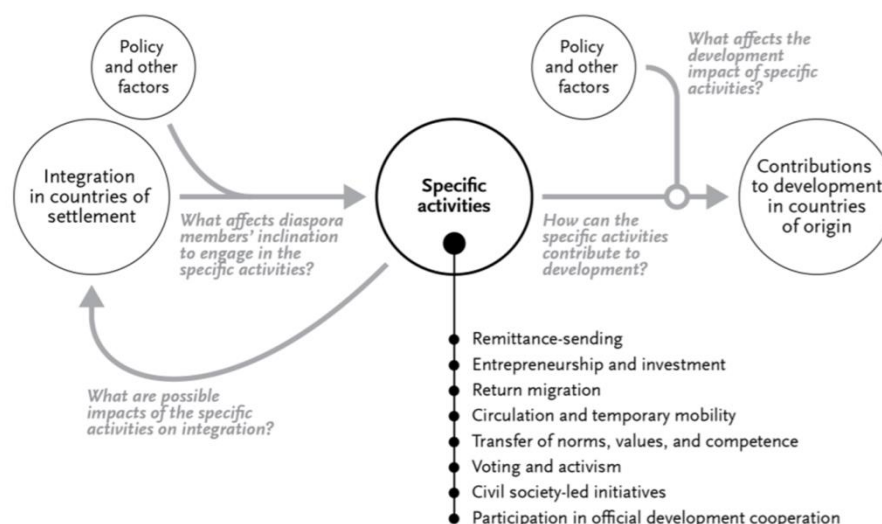 Policy
and other
factors
Integration
in countries of
settlement
What affects diaspora
members' inclination
to engage in the
specific activities?
What are possible
impacts of the specific
activities on integration?
Specific
activities
Policy
and other
factors
What affects the
development
impact of specific
activities?
How can the
specific activities
contribute to
development?
Contributions
to development
in countries
of origin
Remittance-sending
Entrepreneurship and investment
Return migration
Circulation and temporary mobility
Transfer of norms, values, and competence
Voting and activism
Civil society-led initiatives
Participation in official development cooperation